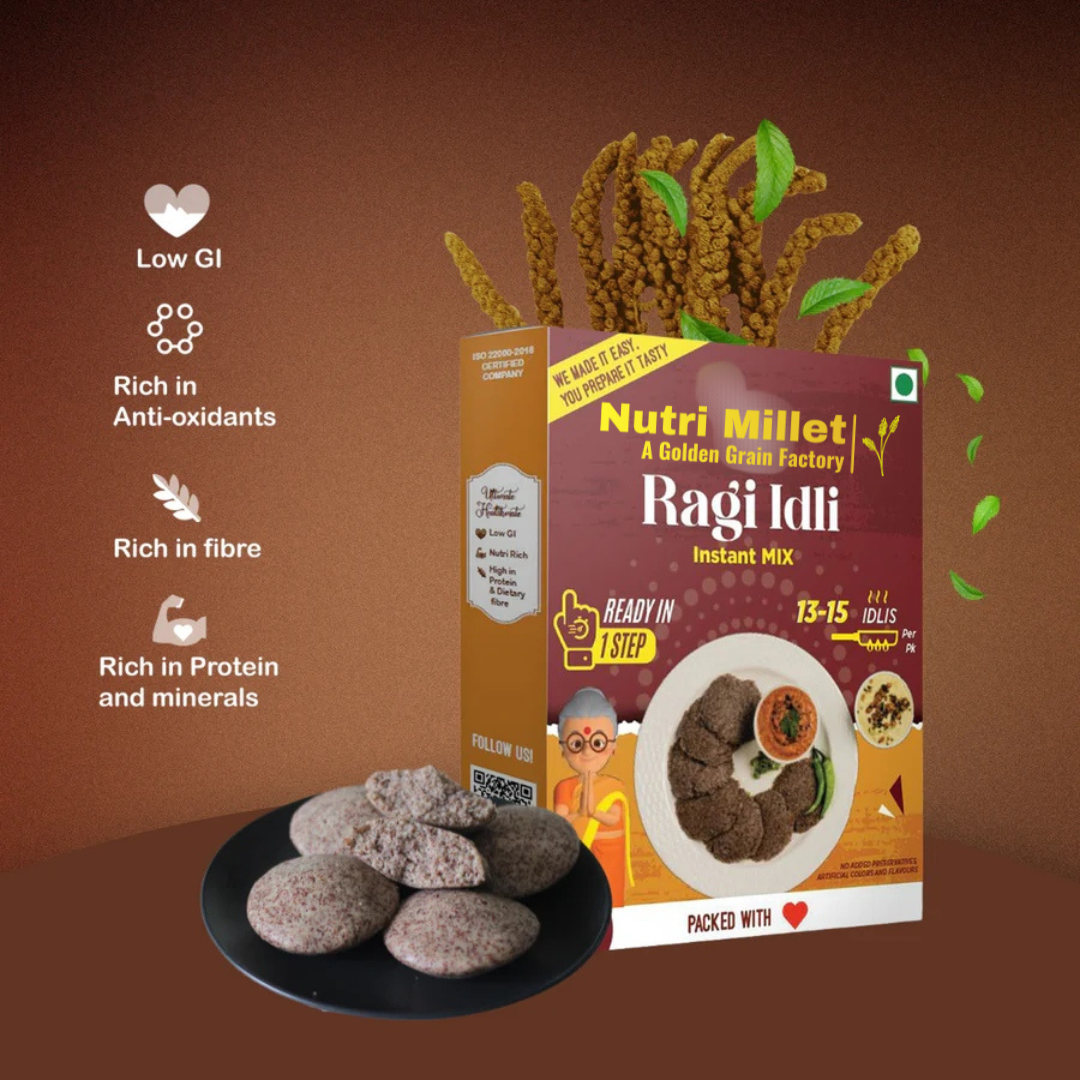 Low GI
Rich in
Anti-oxidants
Rich in fibre
Rich in Protein
and minerals
ISO 22000-2018
CERTIFIED
COMPANY
Ultimate
Healthmate
Low GI
Nutri Rich
High in
Protein
& Dietary
fibre
FOLLOW US!
WE MADE IT EASY,
YOU PREPARE IT TASTY
Nutri Millet
A Golden Grain Factory
Ragi Idli
Instant MIX
READY IN
1 STEP
13-15 IDLIS
Per
Pk
NO ADDED PRESERVATIVES,
ARTIFICIAL COLORS AND FLAVOURS
PACKED WITH